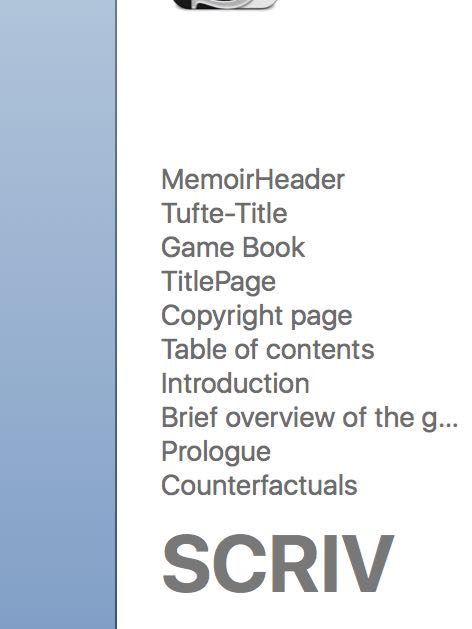 MemoirHeader
Tufte-Title
Game Book
TitlePage
Copyright page
Table of contents
Introduction
Brief overview of the g...
Prologue
Counterfactuals
SCRIV